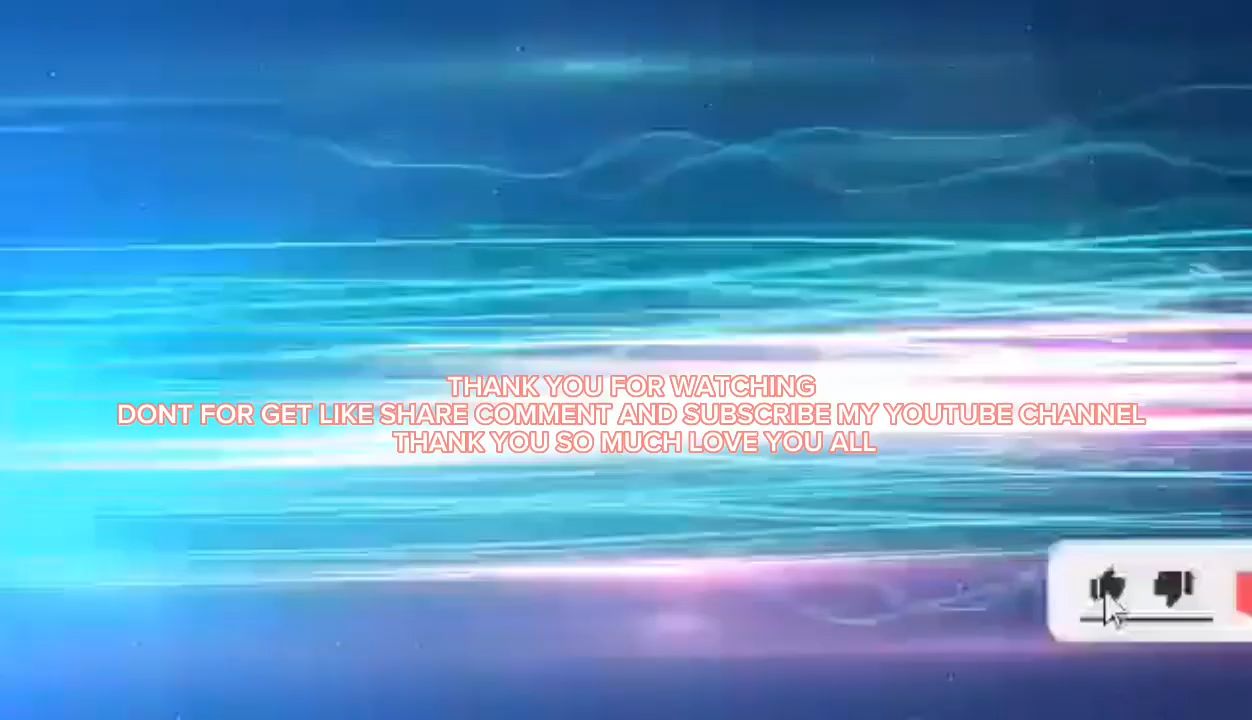 THANK YOU FOR WATCHING
DONT FOR GET LIKE SHARE COMMENT AND SUBSCRIBE MY YOUTUBE CHANNEL
THANK YOU SO MUCH LOVE YOU ALL